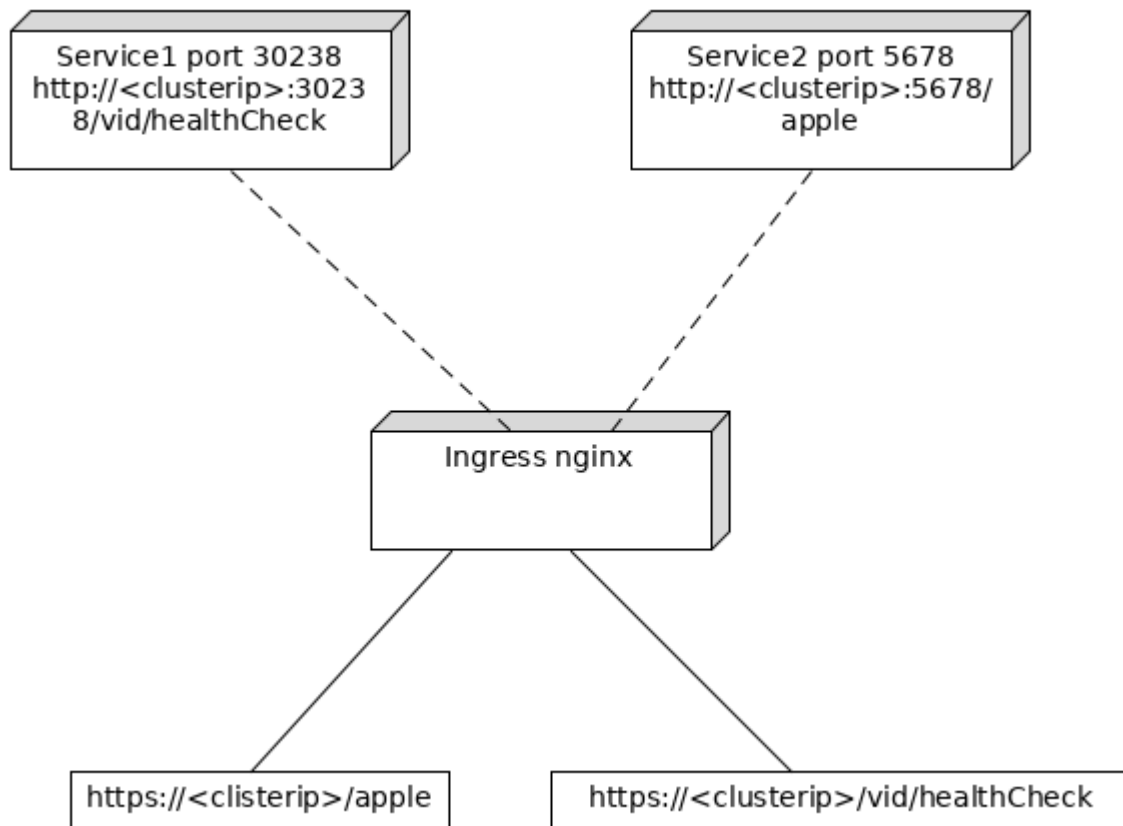 Service1 port 30238
http://<clusterip>:3023
8/vid/healthCheck
Service2 port 5678
http://<clusterip>:5678/
apple
Ingress nginx
https://<clisterip>/apple
https://<clusterip>/vid/healthCheck